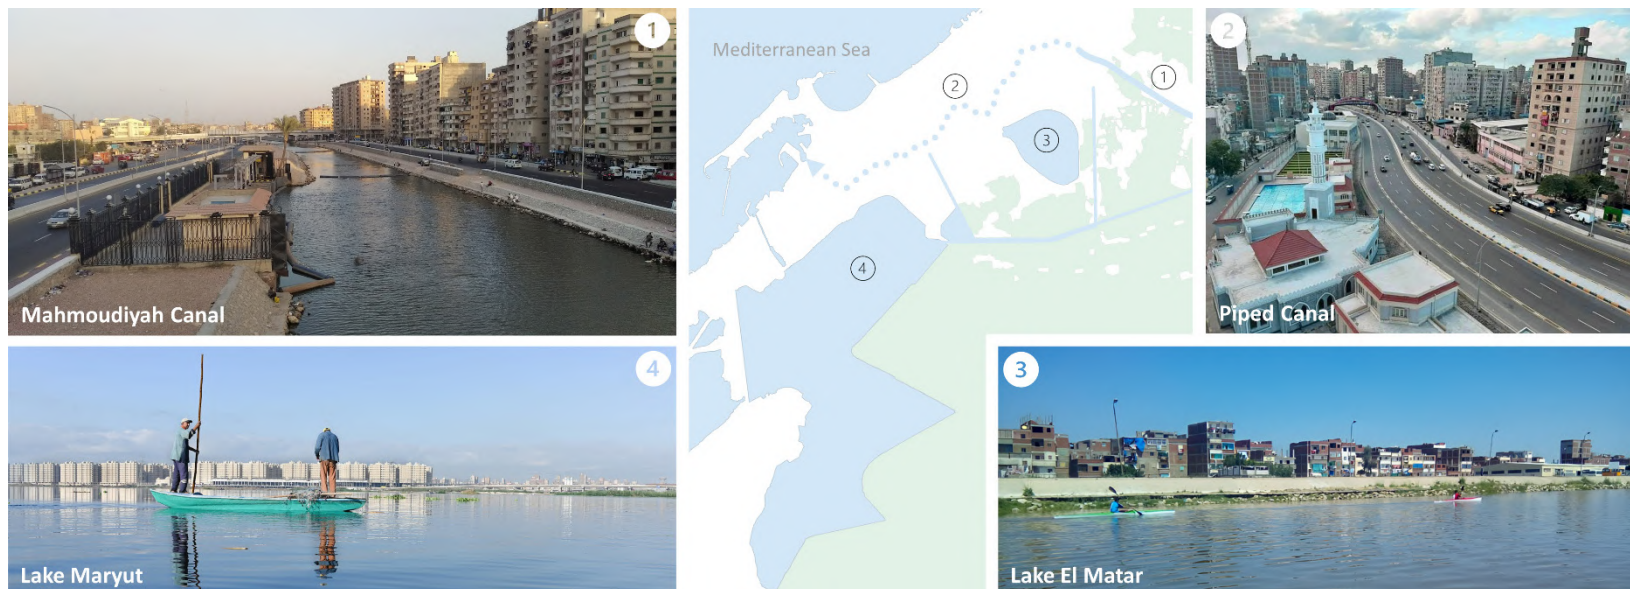 1
Mahmoudiyah Canal
Mediterranean Sea
1
2
3
4
2
Piped Canal
4
Lake Maryut
3
Lake El Matar